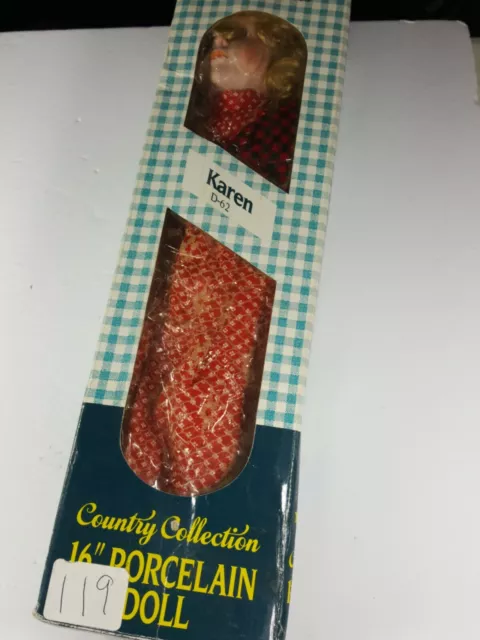 Karen
D-62
Country Collection
16" PORCELAIN
DOLL
119